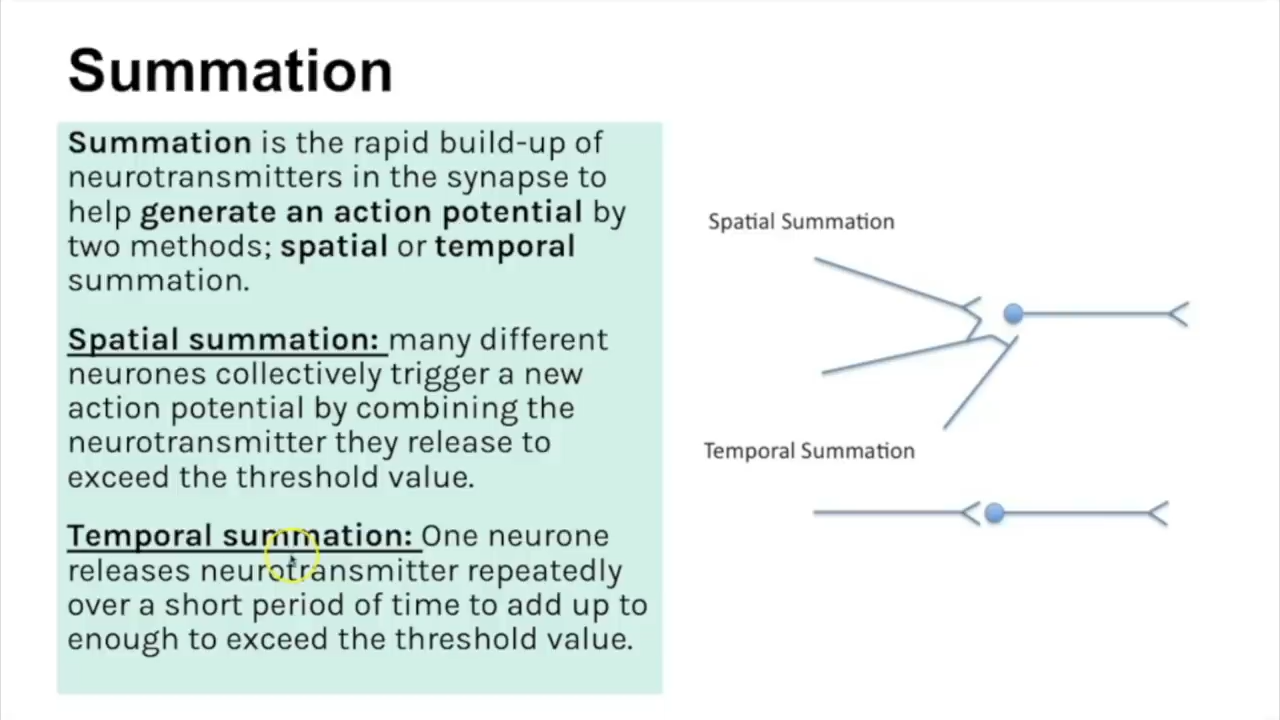 Summation
Summation is the rapid build-up of
neurotransmitters in the synapse to
help generate an action potential by
two methods; spatial or temporal
summation.
Spatial summation: many different
neurones collectively trigger a new
action potential by combining the
neurotransmitter they release to
exceed the threshold value.
Temporal summation: One neurone
releases neurotransmitter repeatedly
over a short period of time to add up to
enough to exceed the threshold value.
Spatial Summation
Temporal Summation